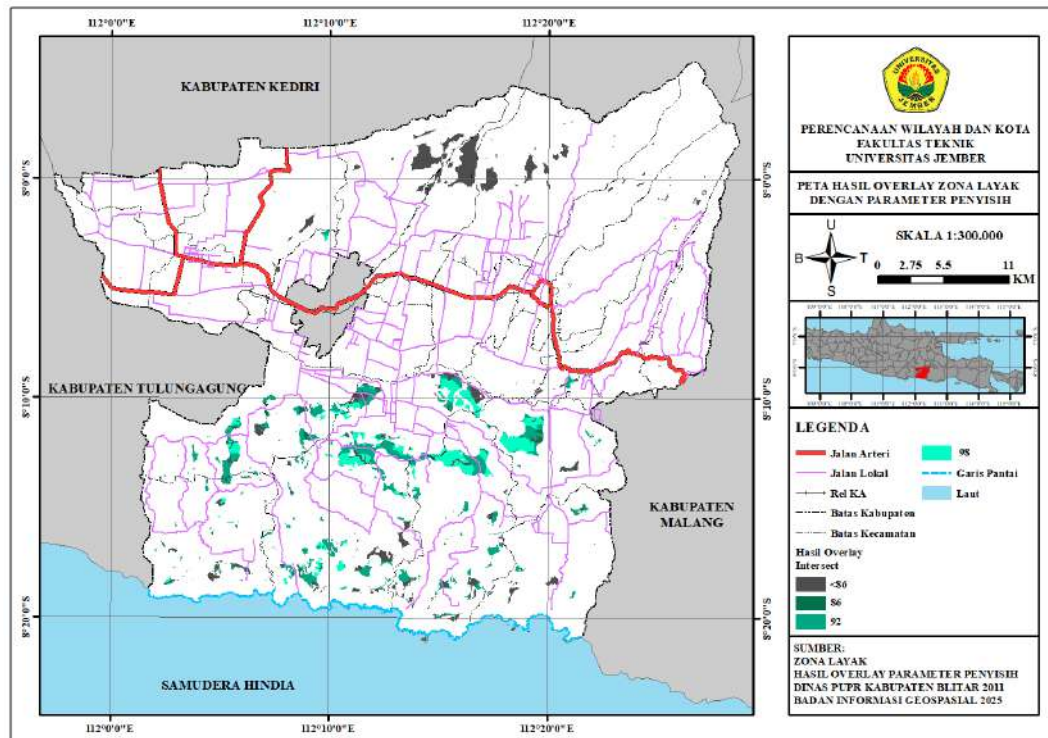 112°0'0"E
112°10'0"E
112°20'0"E
KABUPATEN KEDIRI
KABUPATEN TULUNGAGUNG
KABUPATEN
MALANG
SAMUDERA HINDIA
8°0'0"S
8°10'0"S
8°20'0"S
8°0'0"S
8°10'0"S
8°20'0"S
112°0'0"E
112°10'0"E
112°20'0"E
UNIVERSITAS
JEMBER
PERENCANAAN WILAYAH DAN KOTA
FAKULTAS TEKNIK
UNIVERSITAS JEMBER
PETA HASIL OVERLAY ZONA LAYAK
DENGAN PARAMETER PENYISIH
U
B T
S
SKALA 1:300.000
0 2.75 5.5 11
KM
LEGENDA
Jalan Arteri
Jalan Lokal
Rel KA
Batas Kabupaten
Batas Kecamatan
Hasil Overlay
Intersect
<86
86
92
98
Garis Pantai
Laut
SUMBER:
ZONA LAYAK
HASIL OVERLAY PARAMETER PENYISIH
DINAS PUPR KABUPATEN BLITAR 2011
BADAN INFORMASI GEOSPASIAL 2025